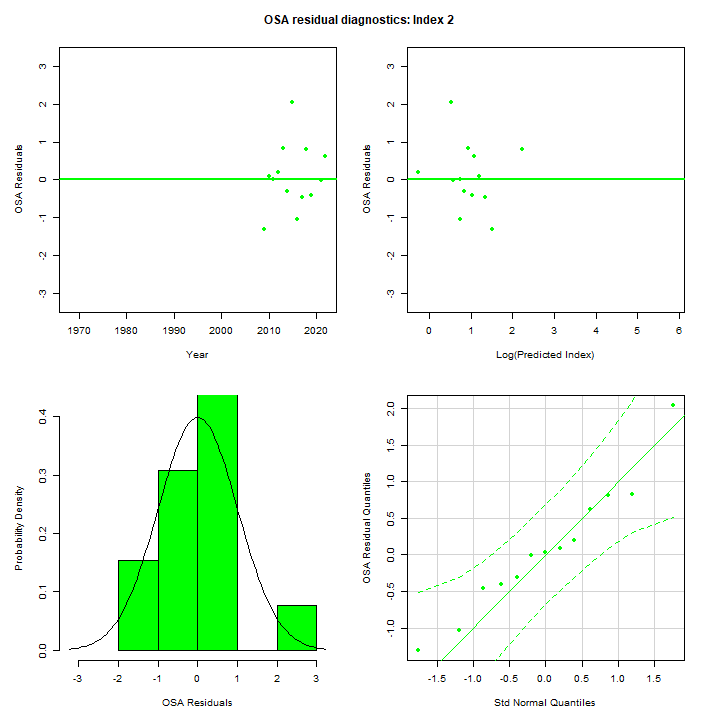 OSA residual diagnostics: Index 2
OSA Residuals
3
2
1
0
-1
-2
-3
1970 1980 1990 2000 2010 2020
Year
OSA Residuals
3
2
1
0
-1
-2
-3
0 1 2 3 4 5 6
Log(Predicted Index)
Probability Density
0.4
0.3
0.2
0.1
0.0
-3 -2 -1 0 1 2 3
OSA Residuals
OSA Residual Quantiles
2.0
1.5
1.0
0.5
0.0
-0.5
-1.0
-1.5 -1.0 -0.5 0.0 0.5 1.0 1.5
Std Normal Quantiles